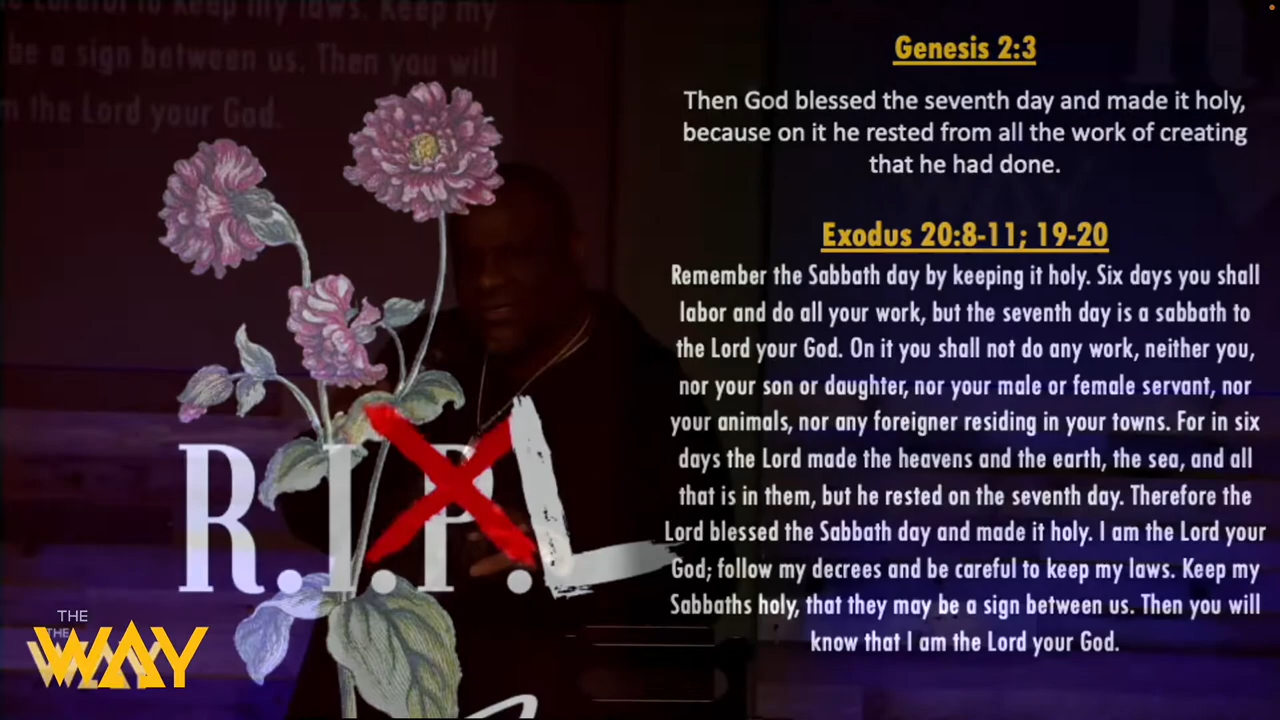 e careful to keep my laws. Keep my
be a sign between us. Then you will
m the Lord your God.
Genesis 2:3
Then God blessed the seventh day and made it holy,
because on it he rested from all the work of creating
that he had done.
Exodus 20:8-11; 19-20
Remember the Sabbath day by keeping it holy. Six days you shall
labor and do all your work, but the seventh day is a sabbath to
the Lord your God. On it you shall not do any work, neither you,
nor your son or daughter, nor your male or female servant, nor
your animals, nor any foreigner residing in your towns. For in six
days the Lord made the heavens and the earth, the sea, and all
that is in them, but he rested on the seventh day. Therefore the
Lord blessed the Sabbath day and made it holy. I am the Lord your
God; follow my decrees and be careful to keep my laws. Keep my
Sabbaths holy, that they may be a sign between us. Then you will
know that I am the Lord your God.
R.I.P.L
THE
THE
WAY